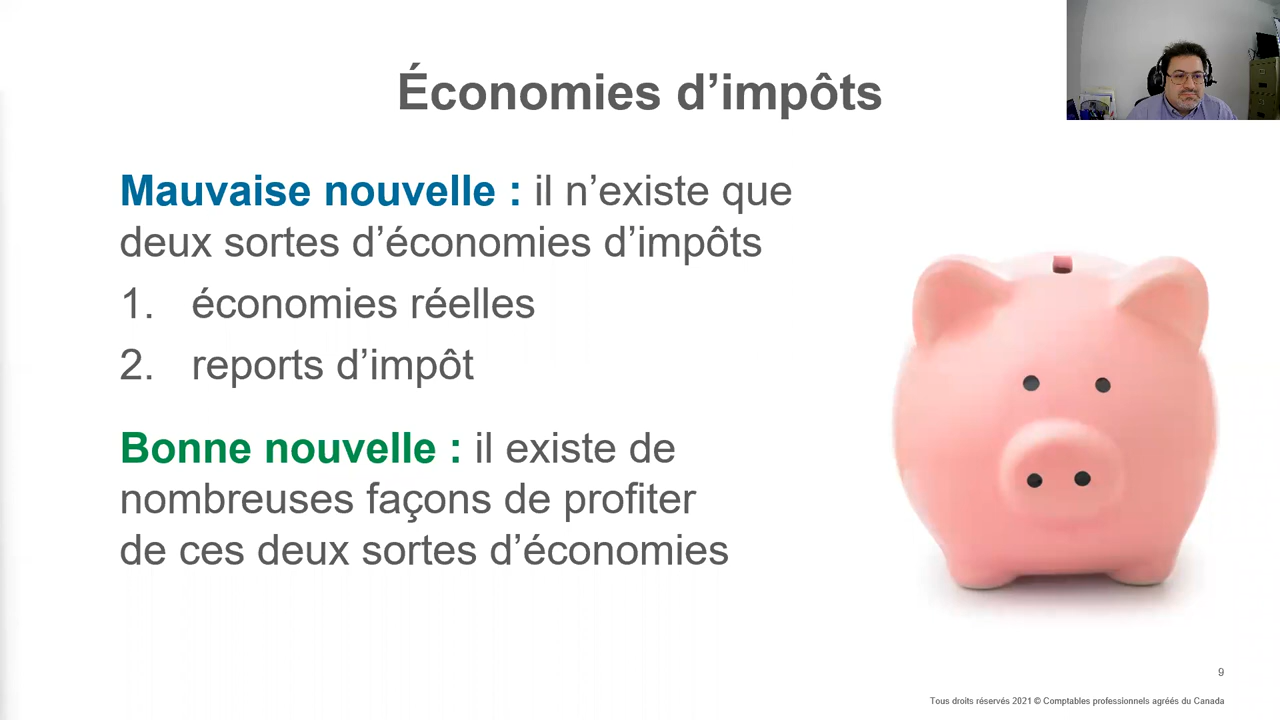 Économies d’impôts
Mauvaise nouvelle : il n’existe que
deux sortes d’économies d’impôts
1. économies réelles
2. reports d’impôt
Bonne nouvelle : il existe de
nombreuses façons de profiter
de ces deux sortes d’économies
9
Tous droits réservés 2021 © Comptables professionnels agréés du Canada